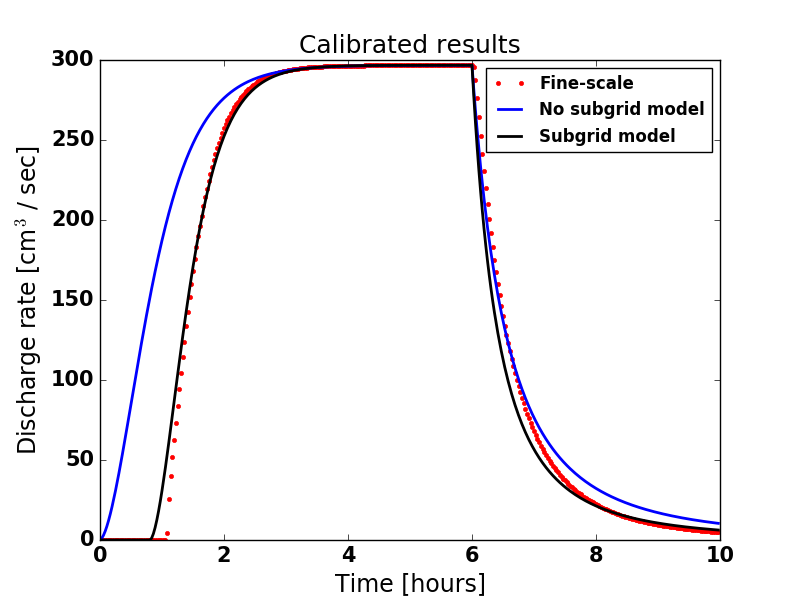 Calibrated results
300
250
200
150
100
50
0
Discharge rate [cm³ / sec]
Fine-scale
No subgrid model
Subgrid model
0 2 4 6 8 10
Time [hours]